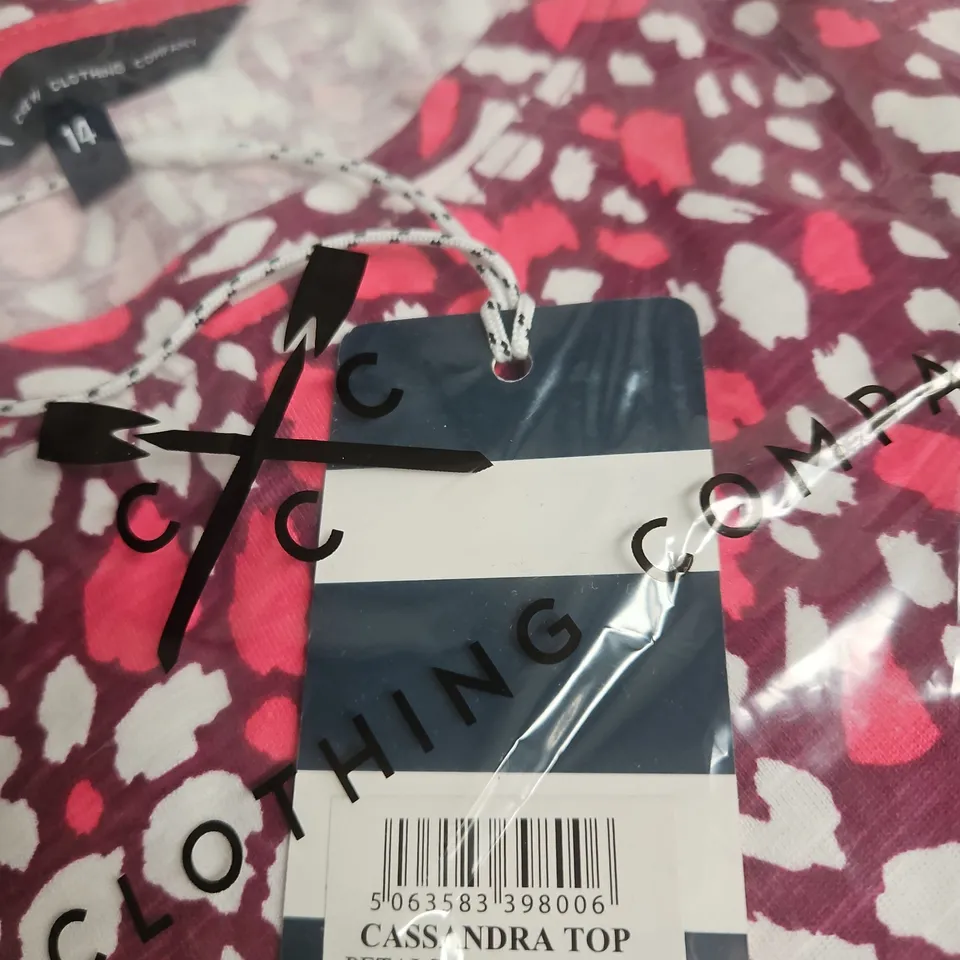 CREW CLOTHING COMPANY
14
C
C C
CLOTHING COMPA
5 063583 398006
CASSANDRA TOP